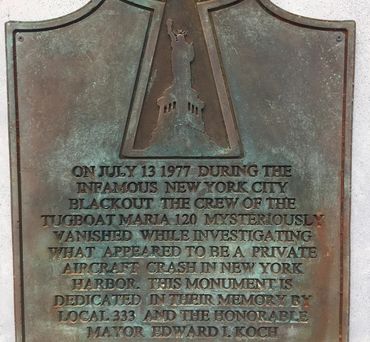 ON JULY 13 1977 DURING THE
INFAMOUS NEW YORK CITY
BLACKOUT THE CREW OF THE
TUGBOAT MARIA 120 MYSTERIOUSLY
VANISHED WHILE INVESTIGATING
WHAT APPEARED TO BE A PRIVATE
AIRCRAFT CRASH IN NEW YORK
HARBOR. THIS MONUMENT IS
DEDICATED IN THEIR MEMORY BY
LOCAL 333 AND THE HONORABLE
MAYOR EDWARD I. KOCH